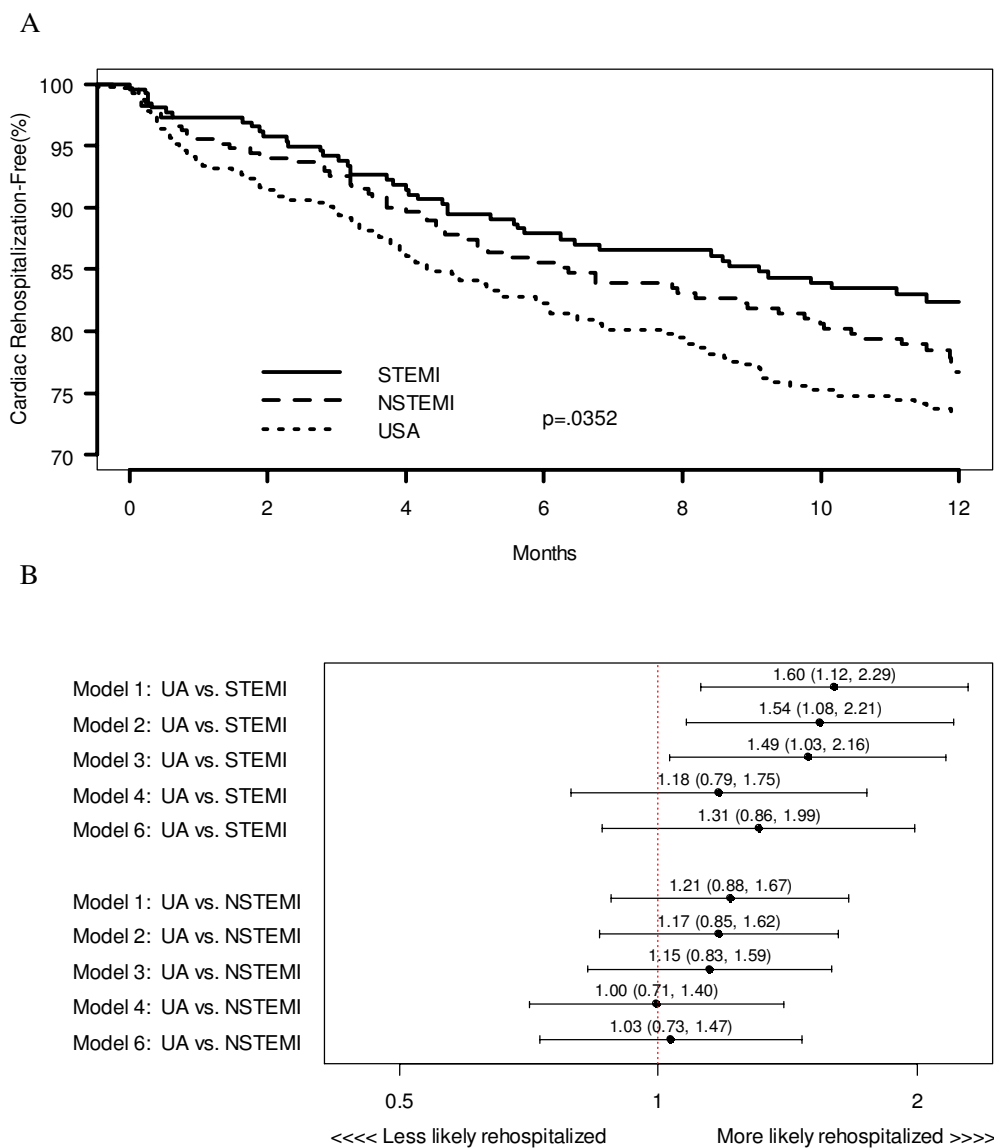 A
Cardiac Rehospitalization-Free(%)
100
95
90
85
80
75
70
STEMI
NSTEMI
USA
p=.0352
0 2 4 6 8 10 12
Months
B
Model 1: UA vs. STEMI 1.60 (1.12, 2.29)
Model 2: UA vs. STEMI 1.54 (1.08, 2.21)
Model 3: UA vs. STEMI 1.49 (1.03, 2.16)
Model 4: UA vs. STEMI 1.18 (0.79, 1.75)
Model 6: UA vs. STEMI 1.31 (0.86, 1.99)
Model 1: UA vs. NSTEMI 1.21 (0.88, 1.67)
Model 2: UA vs. NSTEMI 1.17 (0.85, 1.62)
Model 3: UA vs. NSTEMI 1.15 (0.83, 1.59)
Model 4: UA vs. NSTEMI 1.00 (0.71, 1.40)
Model 6: UA vs. NSTEMI 1.03 (0.73, 1.47)
0.5 1 2
<<<< Less likely rehospitalized More likely rehospitalized >>>>